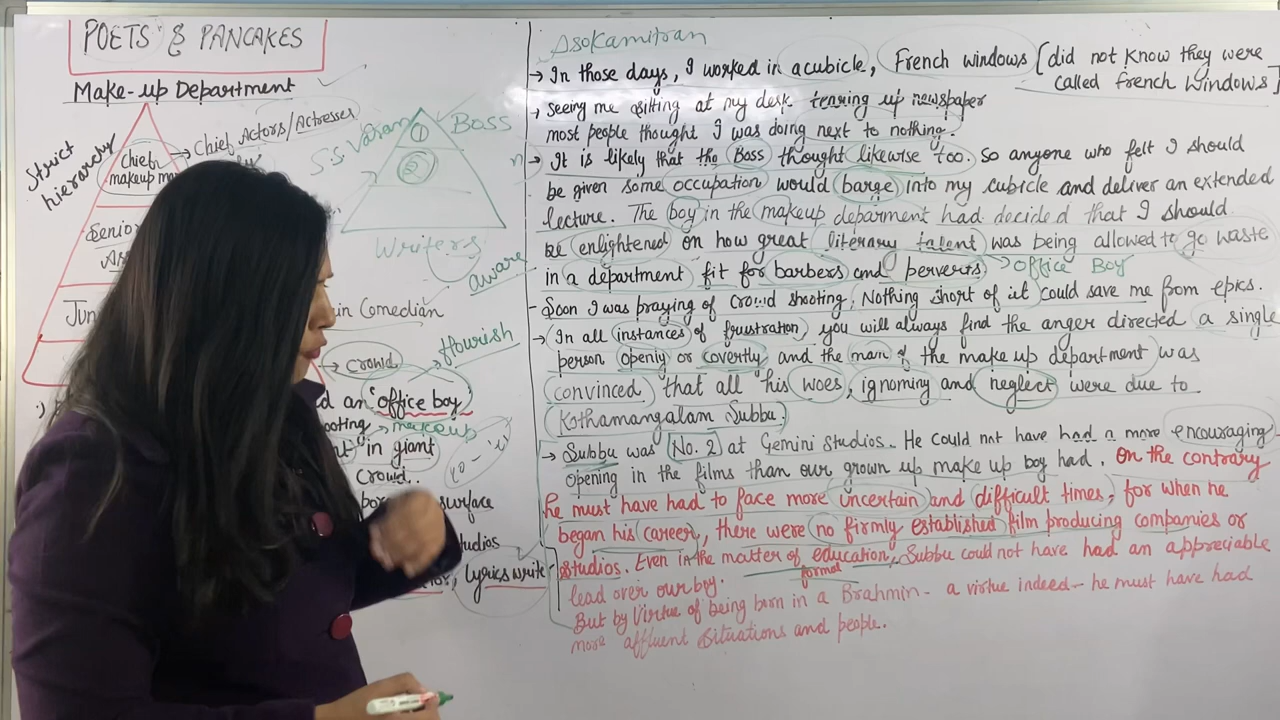 POETS & PANCAKES
Make-up Department
Strict
hierarchy
Chief
makeup
Chief Actors/Actresses
Senior
Jun
S.S Vasan
① Boss
②
Writers
aware
in Comedian
→ Crowd
flourish
an "office boy"
makeup
in giant
crowd.
surface
lyrics write
Asokamitran
→ In those days, I worked in a cubicle, French windows [did not know they were
called French Windows]
→ seeing me sitting at my desk tearing up newspaper
most people thought I was doing next to nothing.
→ It is likely that the Boss thought likewise too. So anyone who felt I should
be given some occupation would barge into my cubicle and deliver an extended
lecture. The boy in the makeup deparment had decided that I should
be enlightened on how great literary talent was being allowed to go waste
in a department fit for barbers and perverts → Office Boy
- Soon I was praying of crowd shooting. Nothing short of it could save me from epics.
→ In all instances of frustration, you will always find the anger directed a single
person openly or covertly and the man of the make up department was
convinced that all his woes, ignominy and neglect were due to
Kothamangalam Subbu.
→ Subbu was No. 2 at Gemini Studios. He could not have had a more encouraging
opening in the films than our grown up make up boy had. On the contrary
he must have had to face more uncertain and difficult times, for when he
began his career, there were no firmly established film producing companies or
studios. Even in the matter of education, Subbu could not have had an appreciable
formal
lead over our boy.
But by Virtue of being born in a Brahmin - a virtue indeed - he must have had
more affluent situations and people.